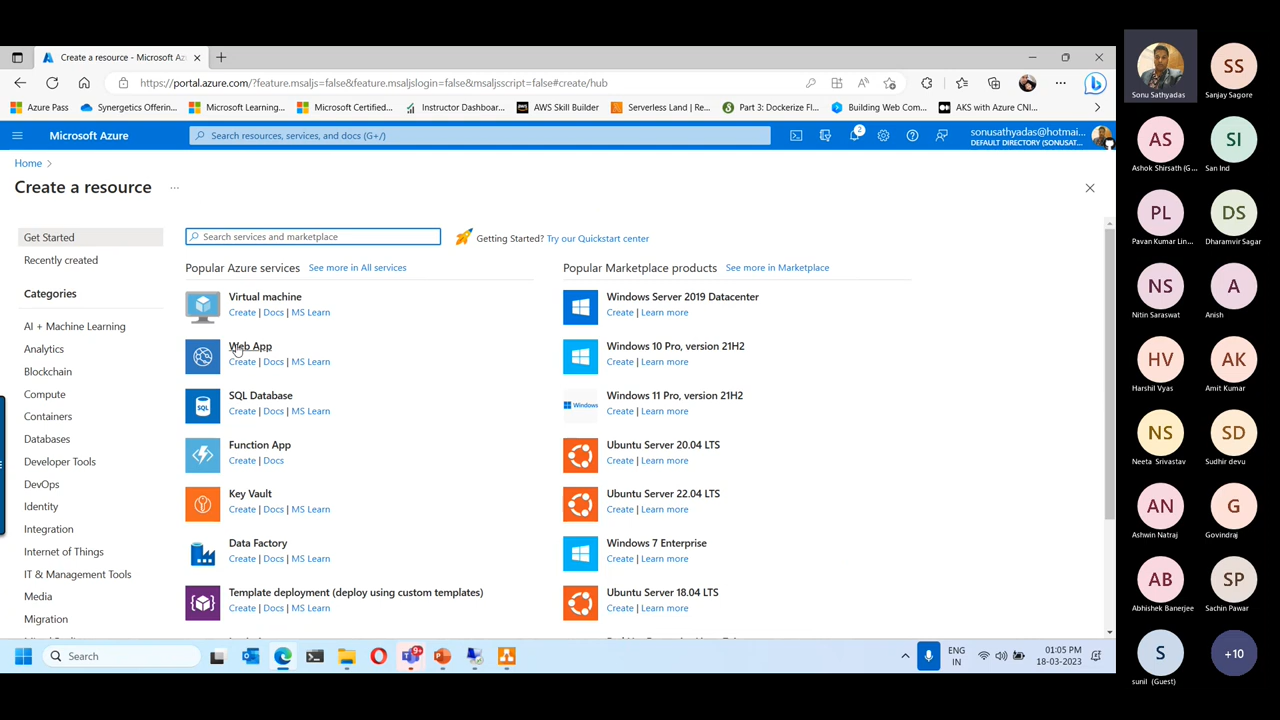 Create a resource - Microsoft Az
https://portal.azure.com/?feature.msaljs=false&feature.msaljslogin=false&msaljsscript=false#create/hub
Azure Pass
Synergetics Offering...
Microsoft Learning...
Microsoft Certified...
Instructor Dashboar...
AWS Skill Builder
Serverless Land | Re...
Part 3: Dockerize Fl...
Building Web Com...
AKS with Azure CNI...
Microsoft Azure
Search resources, services, and docs (G+/)
2
sonusathyadas@hotmai...
DEFAULT DIRECTORY (SONUSAT...
Home
Create a resource
...
Get Started
Recently created
Categories
AI + Machine Learning
Analytics
Blockchain
Compute
Containers
Databases
Developer Tools
DevOps
Identity
Integration
Internet of Things
IT & Management Tools
Media
Migration
Search services and marketplace
Getting Started? Try our Quickstart center
Popular Azure services See more in All services
Virtual machine
Create | Docs | MS Learn
Web App
Create | Docs | MS Learn
SQL
SQL Database
Create | Docs | MS Learn
Function App
Create | Docs
Key Vault
Create | Docs | MS Learn
Data Factory
Create | Docs | MS Learn
Template deployment (deploy using custom templates)
Create | Docs | MS Learn
Popular Marketplace products See more in Marketplace
Windows Server 2019 Datacenter
Create | Learn more
Windows 10 Pro, version 21H2
Create | Learn more
Windows
Windows 11 Pro, version 21H2
Create | Learn more
Ubuntu Server 20.04 LTS
Create | Learn more
Ubuntu Server 22.04 LTS
Create | Learn more
Windows 7 Enterprise
Create | Learn more
Ubuntu Server 18.04 LTS
Create | Learn more
Search
9+
ENG
IN
01:05 PM
18-03-2023
Sonu Sathyadas
SS
Sanjay Sagore
AS
Ashok Shirsath (G...
SI
San Ind
PL
Pavan Kumar Lin...
DS
Dharamvir Sagar
NS
Nitin Saraswat
A
Anish
HV
Harshil Vyas
AK
Amit Kumar
NS
Neeta Srivastav
SD
Sudhir devu
AN
Ashwin Natraj
G
Govindraj
AB
Abhishek Banerjee
SP
Sachin Pawar
S
sunil (Guest)
+10